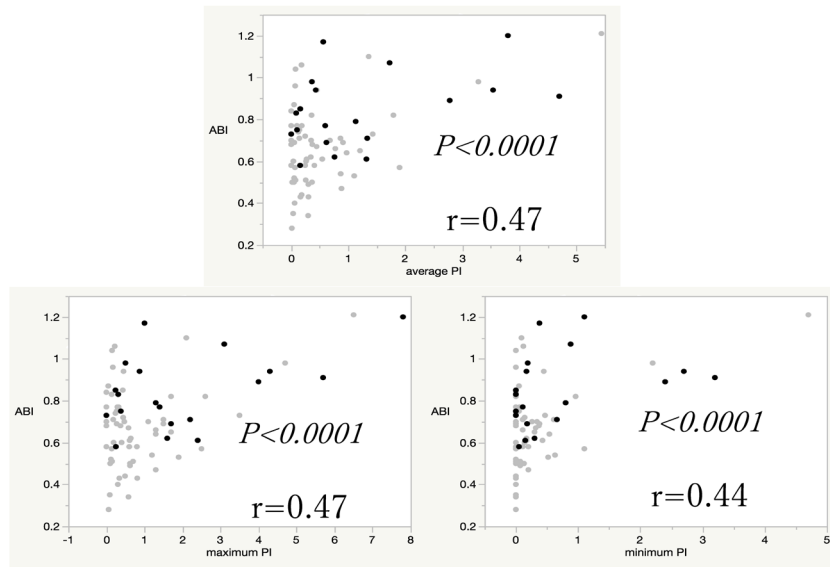 1.2
1
0.8
0.6
0.4
0.2
ABI
P<0.0001
r=0.47
0 1 2 3 4 5
average PI
1.2
1
0.8
0.6
0.4
0.2
ABI
P<0.0001
r=0.47
-1 0 1 2 3 4 5 6 7 8
maximum PI
1.2
1
0.8
0.6
0.4
0.2
ABI
P<0.0001
r=0.44
0 1 2 3 4 5
minimum PI